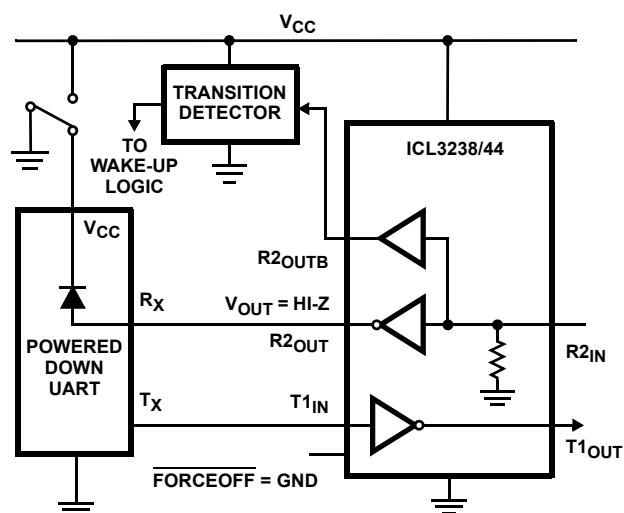 VCC
TRANSITION
DETECTOR
TO
WAKE-UP
LOGIC
ICL3238/44
VCC
R2OUTB
RX
VOUT = HI-Z
R2OUT
POWERED
DOWN
UART
R2IN
TX
T1IN
T1OUT
FORCEOFF = GND